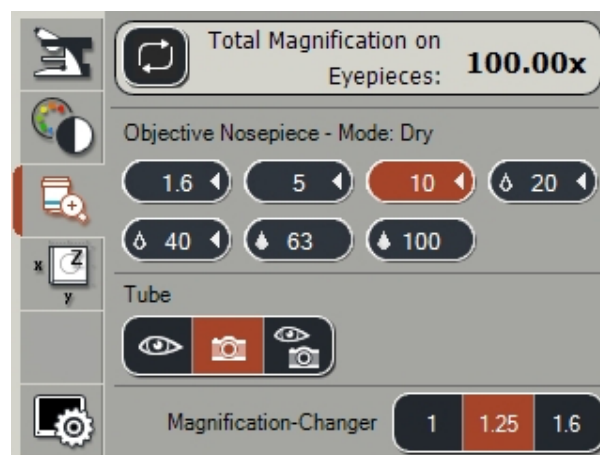 Total Magnification on
Eyepieces: 100.00x
Objective Nosepiece - Mode: Dry
1.6 5 10 20
40 63 100
Tube
Magnification-Changer 1 1.25 1.6
x Z
y